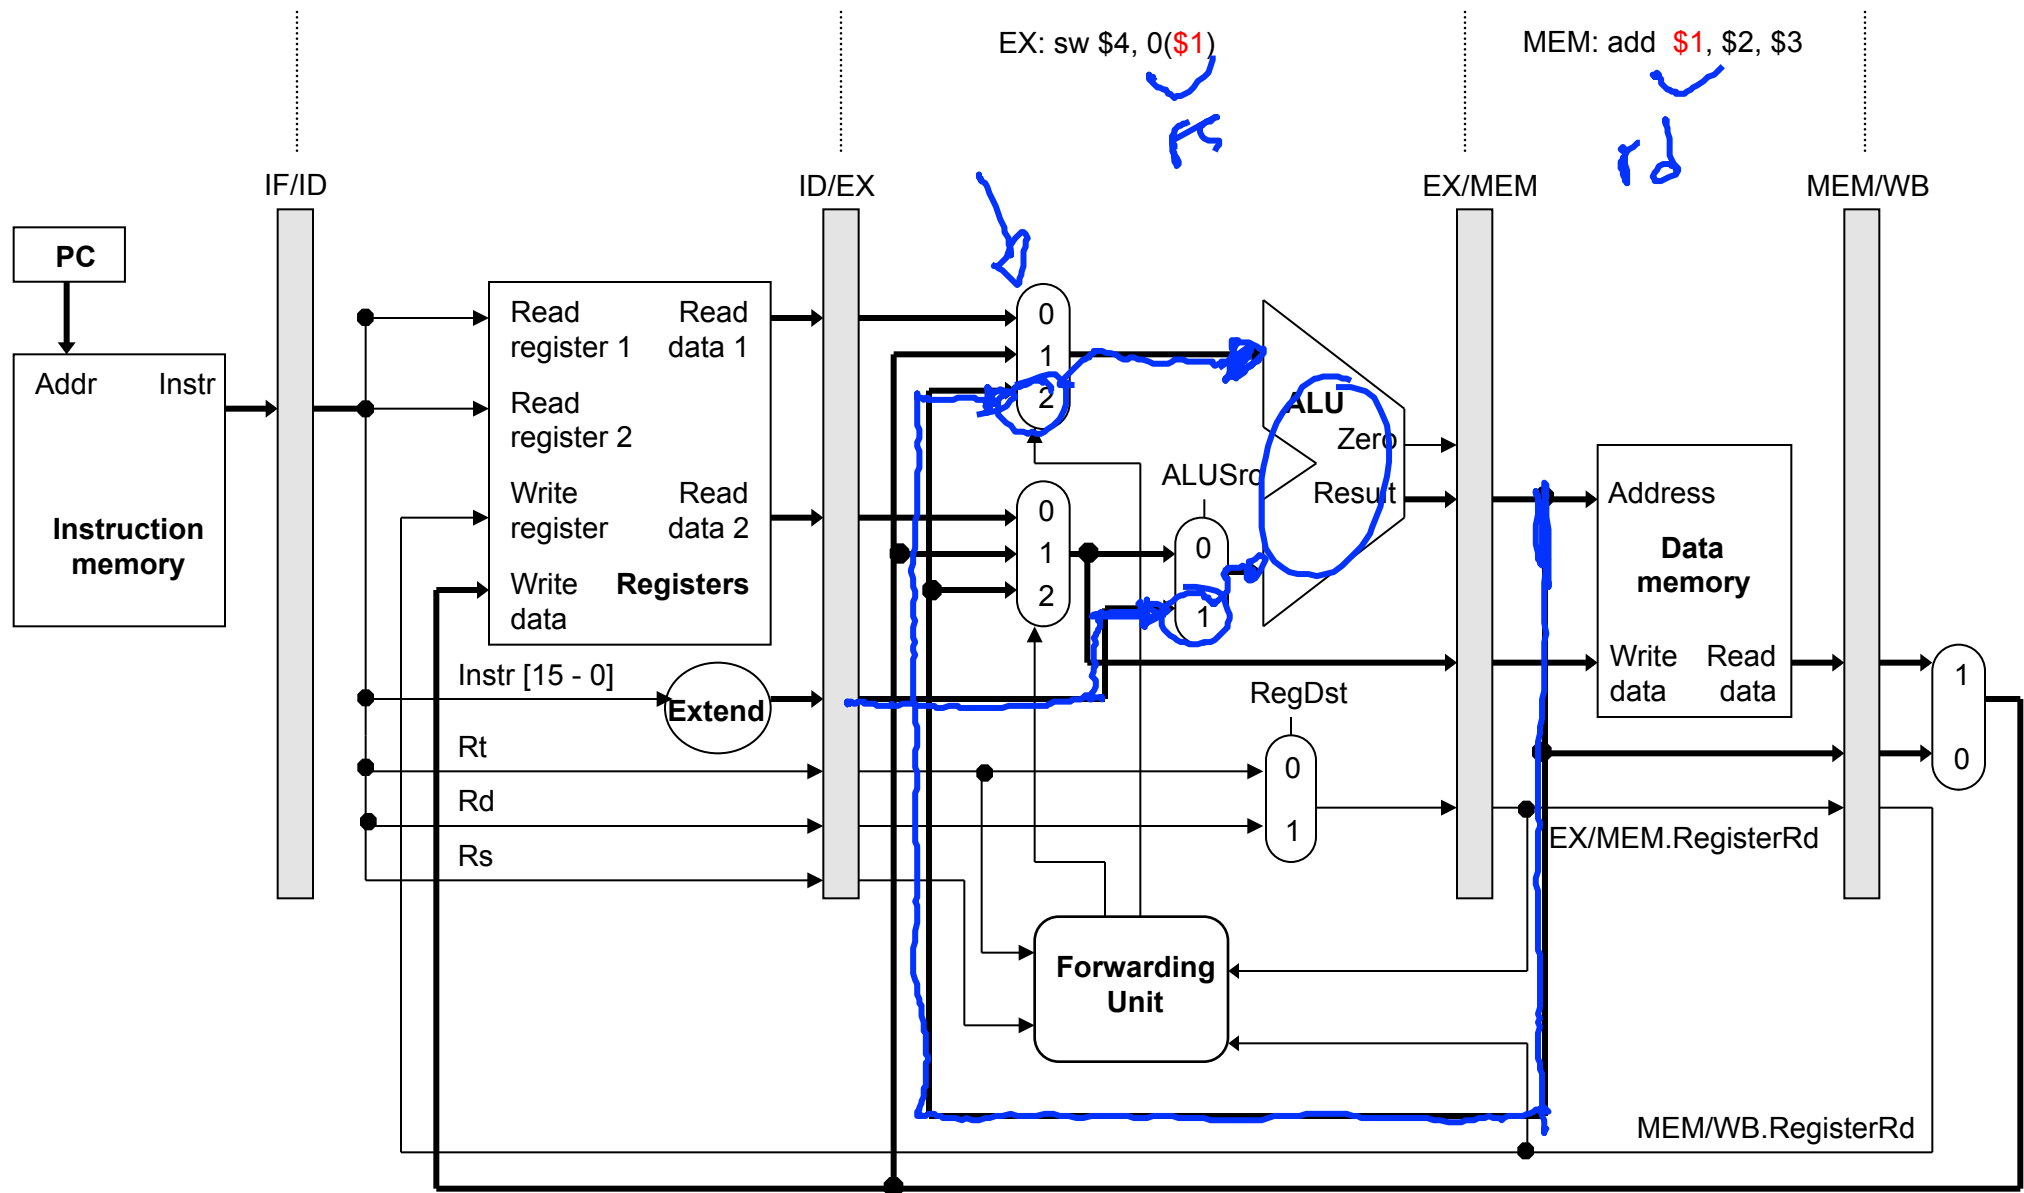 EX: sw $4, 0($1)
MEM: add $1, $2, $3
rs
rd
IF/ID
ID/EX
EX/MEM
MEM/WB
PC
Addr Instr
Instruction
memory
Read
register 1
Read
data 1
Read
register 2
Write
register
Read
data 2
Write
data
Registers
Instr [15 - 0]
Extend
Rt
Rd
Rs
0
1
2
0
1
2
ALUSrc
0
1
ALU
Zero
Result
RegDst
0
1
Forwarding
Unit
Address
Data
memory
Write
data
Read
data
1
0
EX/MEM.RegisterRd
MEM/WB.RegisterRd